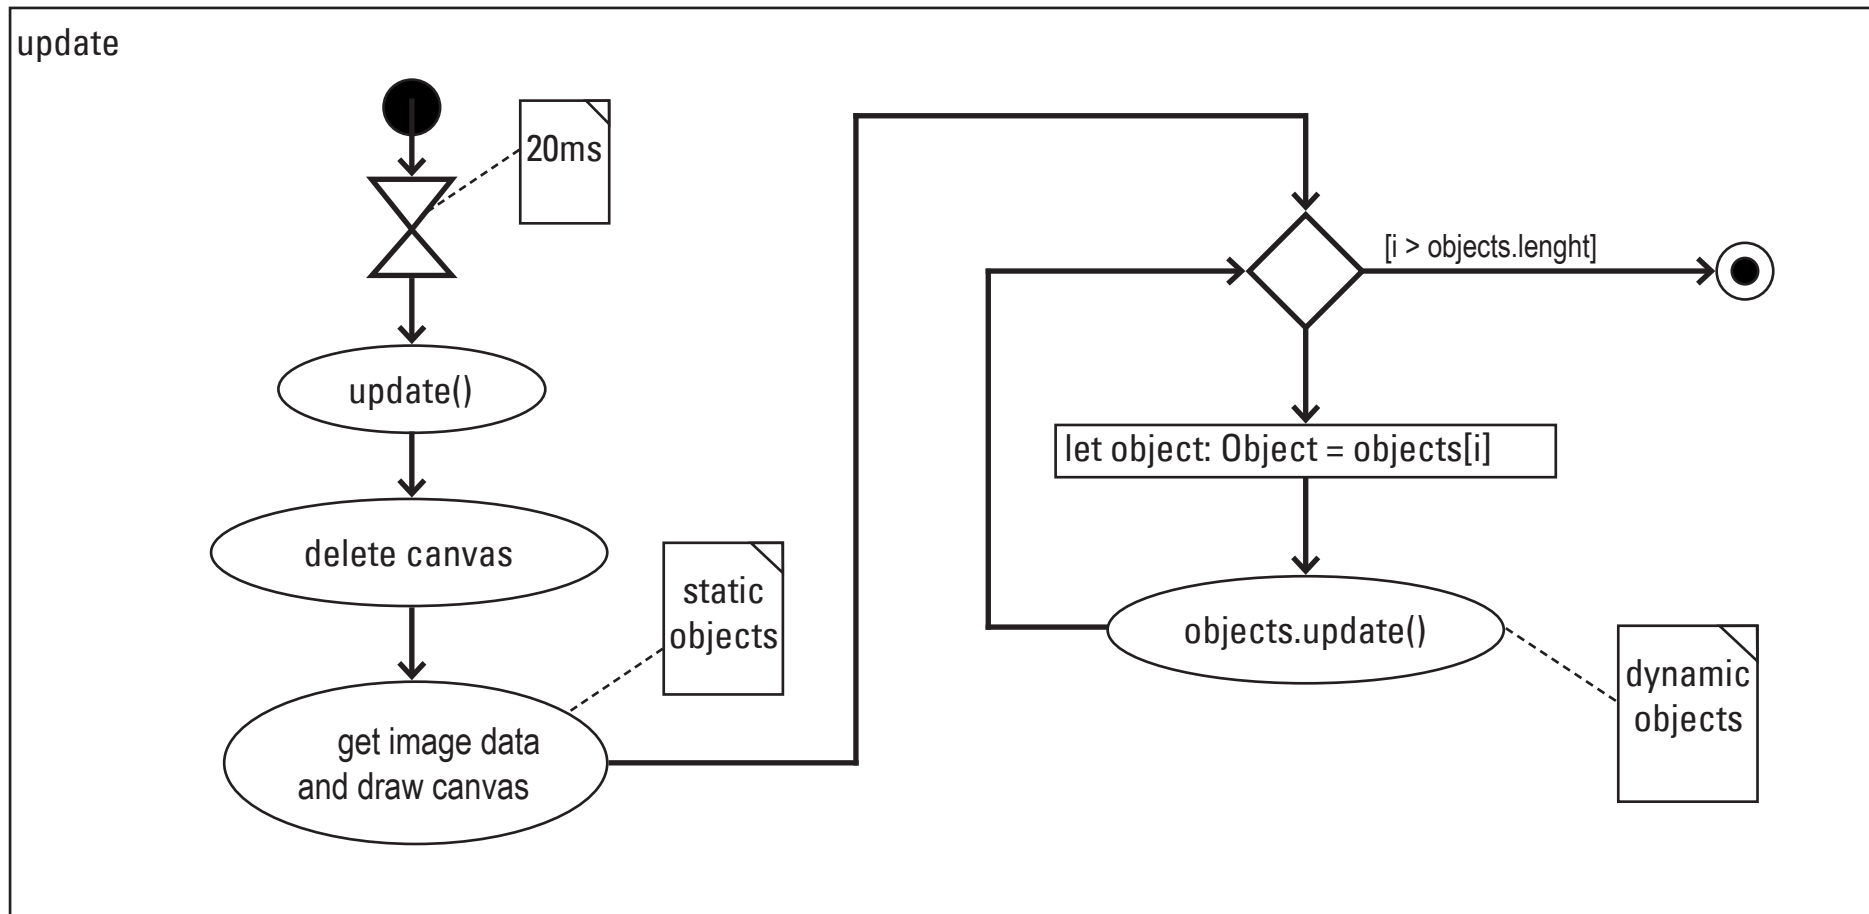 update
20ms
update()
delete canvas
static
objects
get image data
and draw canvas
[i > objects.lenght]
let object: Object = objects[i]
objects.update()
dynamic
objects